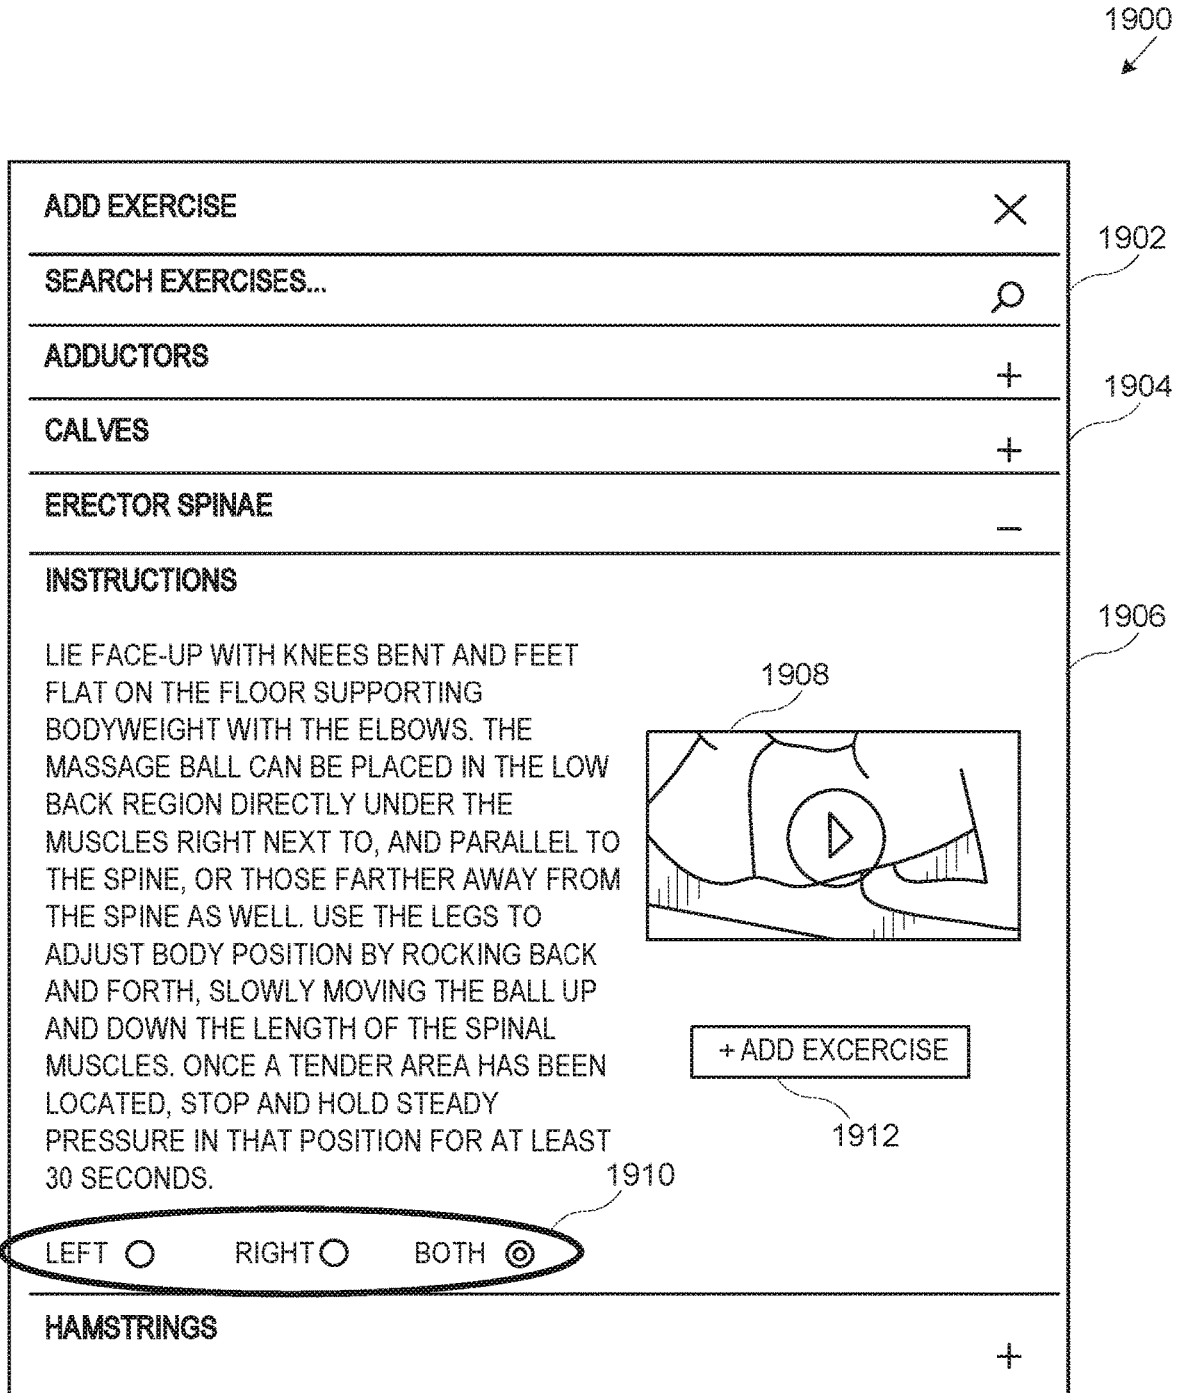 1900
ADD EXERCISE
1902
SEARCH EXERCISES...
ADDUCTORS
1904
CALVES
ERECTOR SPINAE
INSTRUCTIONS
1906
LIE FACE-UP WITH KNEES BENT AND FEET
FLAT ON THE FLOOR SUPPORTING
BODYWEIGHT WITH THE ELBOWS. THE
MASSAGE BALL CAN BE PLACED IN THE LOW
BACK REGION DIRECTLY UNDER THE
MUSCLES RIGHT NEXT TO, AND PARALLEL TO
THE SPINE, OR THOSE FARTHER AWAY FROM
THE SPINE AS WELL. USE THE LEGS TO
ADJUST BODY POSITION BY ROCKING BACK
AND FORTH, SLOWLY MOVING THE BALL UP
AND DOWN THE LENGTH OF THE SPINAL
MUSCLES. ONCE A TENDER AREA HAS BEEN
LOCATED, STOP AND HOLD STEADY
PRESSURE IN THAT POSITION FOR AT LEAST
30 SECONDS.
1908
+ ADD EXCERCISE
1912
1910
LEFT RIGHT BOTH
HAMSTRINGS